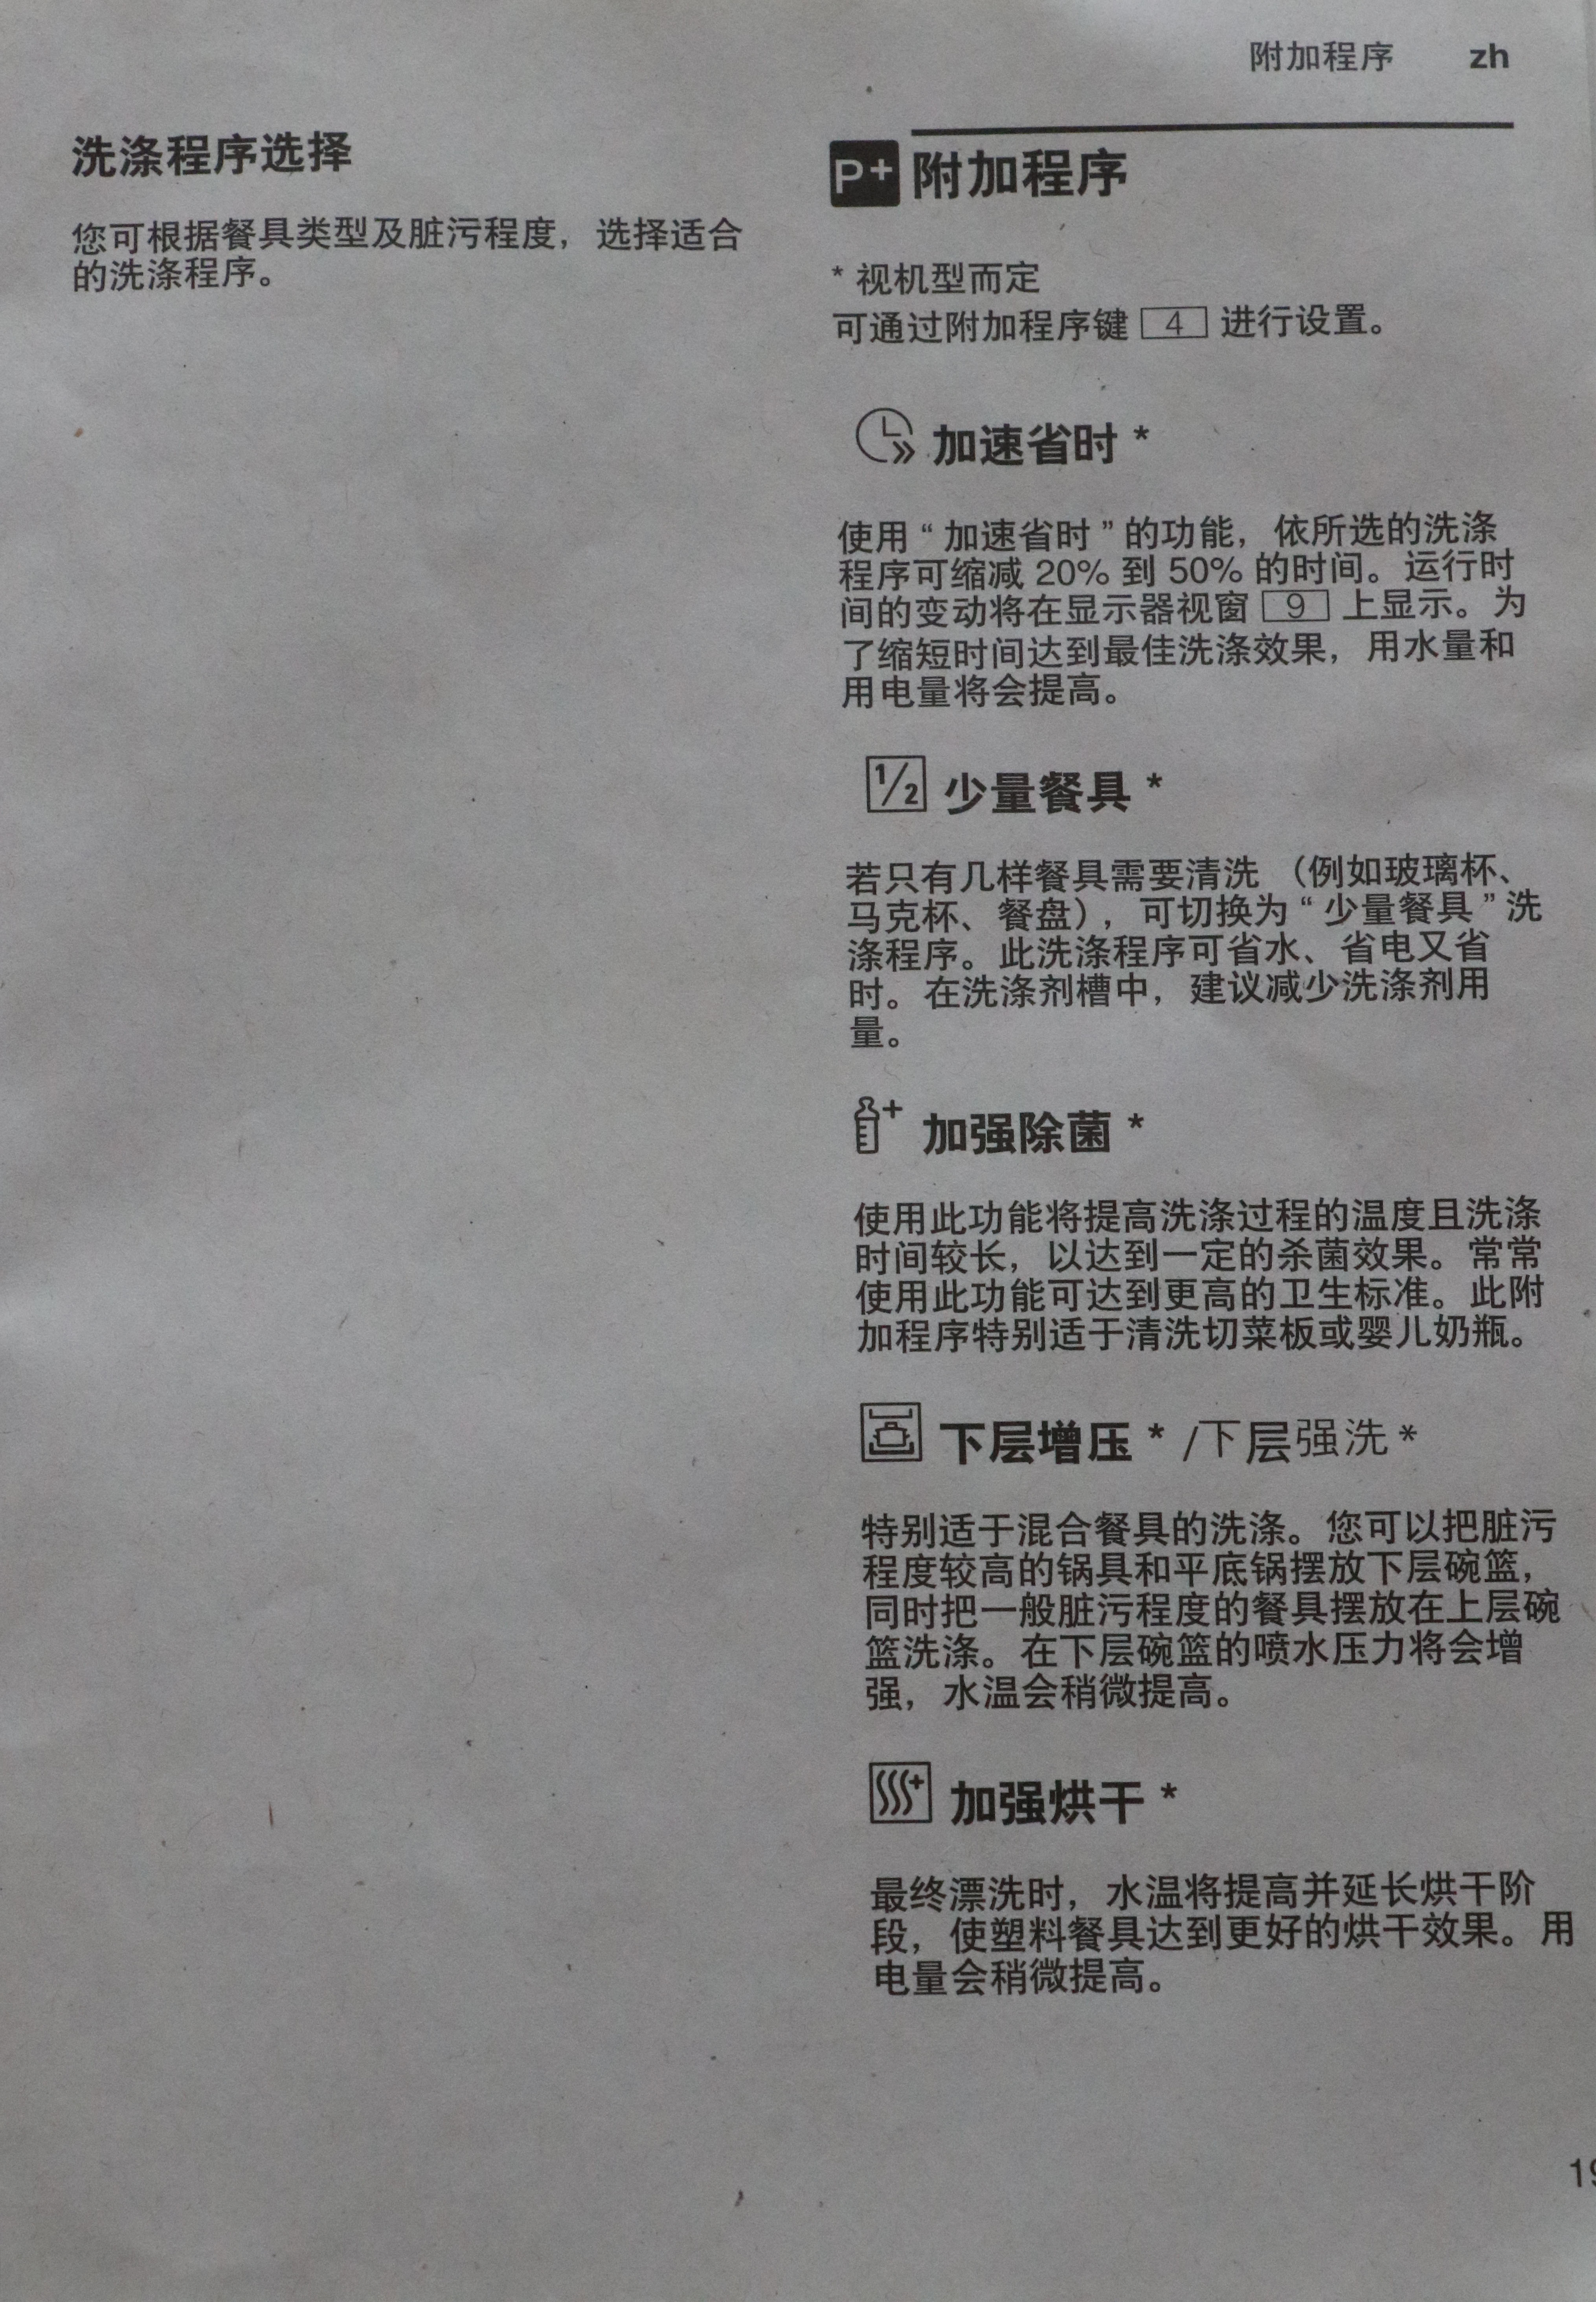 附加程序 zh
洗涤程序选择
您可根据餐具类型及脏污程度，选择适合
的洗涤程序。
P+ 附加程序
* 视机型而定
可通过附加程序键 4 进行设置。
加速省时 *
使用 “ 加速省时 ” 的功能，依所选的洗涤
程序可缩减 20% 到 50% 的时间。运行时
间的变动将在显示器视窗 9 上显示。为
了缩短时间达到最佳洗涤效果，用水量和
用电量将会提高。
1/2 少量餐具 *
若只有几样餐具需要清洗 （例如玻璃杯、
马克杯、餐盘），可切换为 “ 少量餐具 ” 洗
涤程序。此洗涤程序可省水、省电又省
时。在洗涤剂槽中，建议减少洗涤剂用
量。
加强除菌 *
使用此功能将提高洗涤过程的温度且洗涤
时间较长，以达到一定的杀菌效果。常常
使用此功能可达到更高的卫生标准。此附
加程序特别适于清洗切菜板或婴儿奶瓶。
下层增压 * /下层强洗 *
特别适于混合餐具的洗涤。您可以把脏污
程度较高的锅具和平底锅摆放下层碗篮，
同时把一般脏污程度的餐具摆放在上层碗
篮洗涤。在下层碗篮的喷水压力将会增
强，水温会稍微提高。
加强烘干 *
最终漂洗时，水温将提高并延长烘干阶
段，使塑料餐具达到更好的烘干效果。用
电量会稍微提高。
19